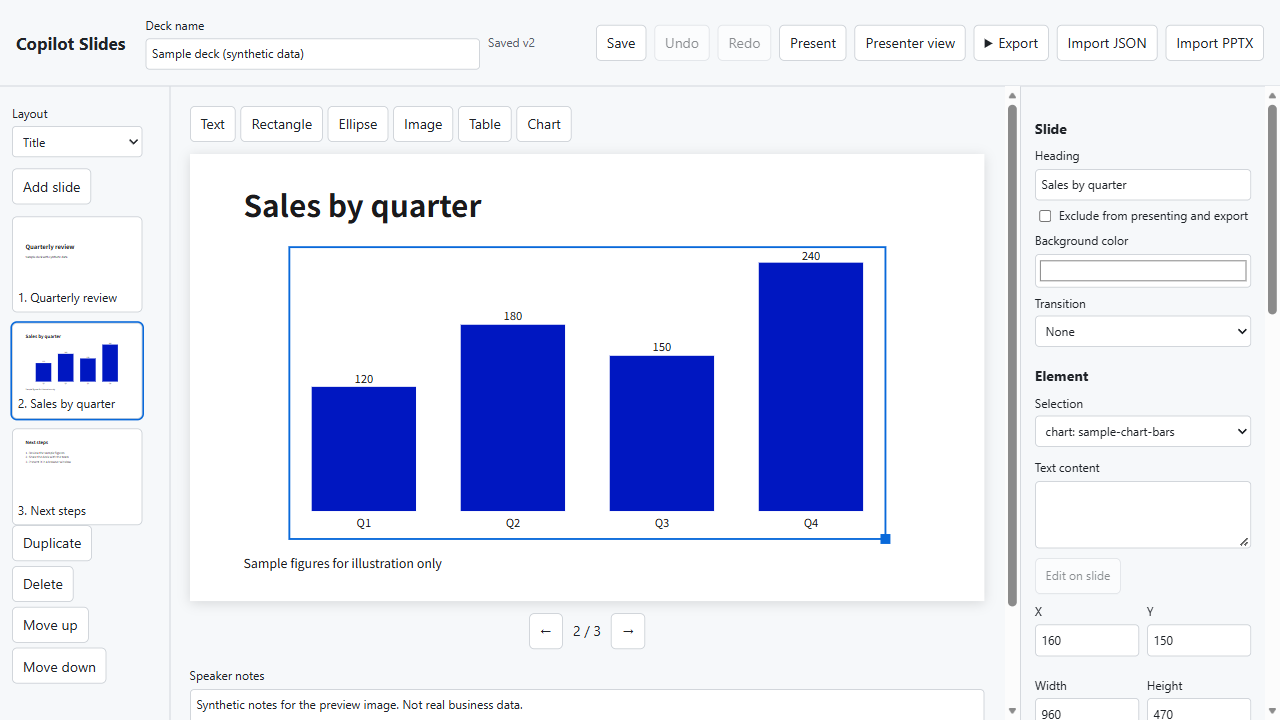 Copilot Slides
Deck name
Sample deck (synthetic data)
Saved v2
Save
Undo
Redo
Present
Presenter view
▶ Export
Import JSON
Import PPTX
Layout
Title
Add slide
Quarterly review
1. Quarterly review
Sales by quarter
2. Sales by quarter
Next steps
3. Next steps
Duplicate
Delete
Move up
Move down
Text
Rectangle
Ellipse
Image
Table
Chart
Sales by quarter
120
180
150
240
Q1
Q2
Q3
Q4
Sample figures for illustration only
←
2 / 3
→
Speaker notes
Synthetic notes for the preview image. Not real business data.
Slide
Heading
Sales by quarter
Exclude from presenting and export
Background color
Transition
None
Element
Selection
chart: sample-chart-bars
Text content
Edit on slide
X
Y
160
150
Width
Height
960
470